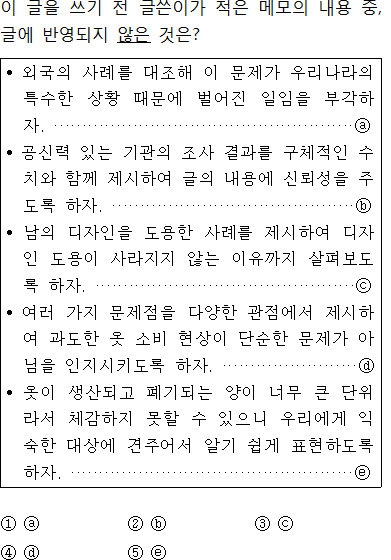 이 글을 쓰기 전 글쓴이가 적은 메모의 내용 중,
글에 반영되지 않은 것은?
• 외국의 사례를 대조해 이 문제가 우리나라의
특수한 상황 때문에 벌어진 일임을 부각하
자. ································ ⓐ
• 공신력 있는 기관의 조사 결과를 구체적인 수
치와 함께 제시하여 글의 내용에 신뢰성을 주
도록 하자. ································ ⓑ
• 남의 디자인을 도용한 사례를 제시하여 디자
인 도용이 사라지지 않는 이유까지 살펴보도
록 하자. ································ ⓒ
• 여러 가지 문제점을 다양한 관점에서 제시하
여 과도한 옷 소비 현상이 단순한 문제가 아
님을 인지시키도록 하자. ···················· ⓓ
• 옷이 생산되고 폐기되는 양이 너무 큰 단위
라서 체감하지 못할 수 있으니 우리에게 익
숙한 대상에 견주어서 알기 쉽게 표현하도록
하자. ································ ⓔ
① ⓐ ② ⓑ ③ ⓒ
④ ⓓ ⑤ ⓔ